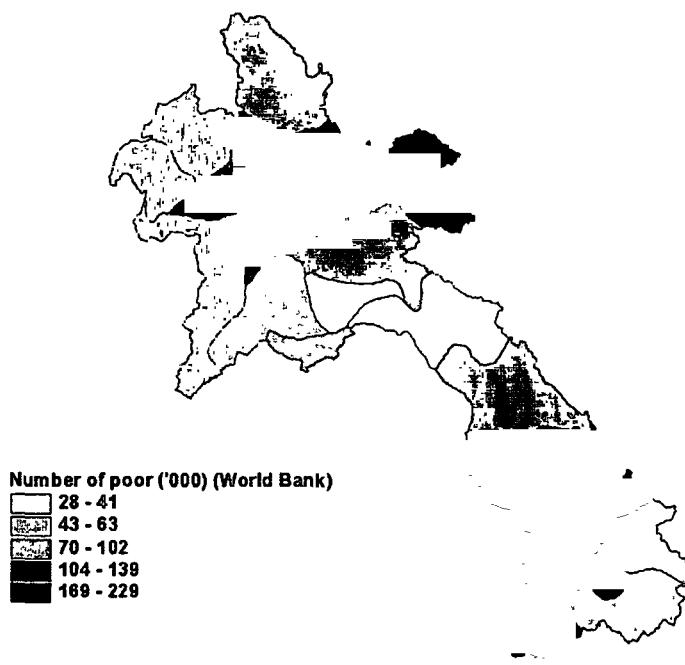 Number of poor ('000) (World Bank)
28 - 41
43 - 63
70 - 102
104 - 139
169 - 229